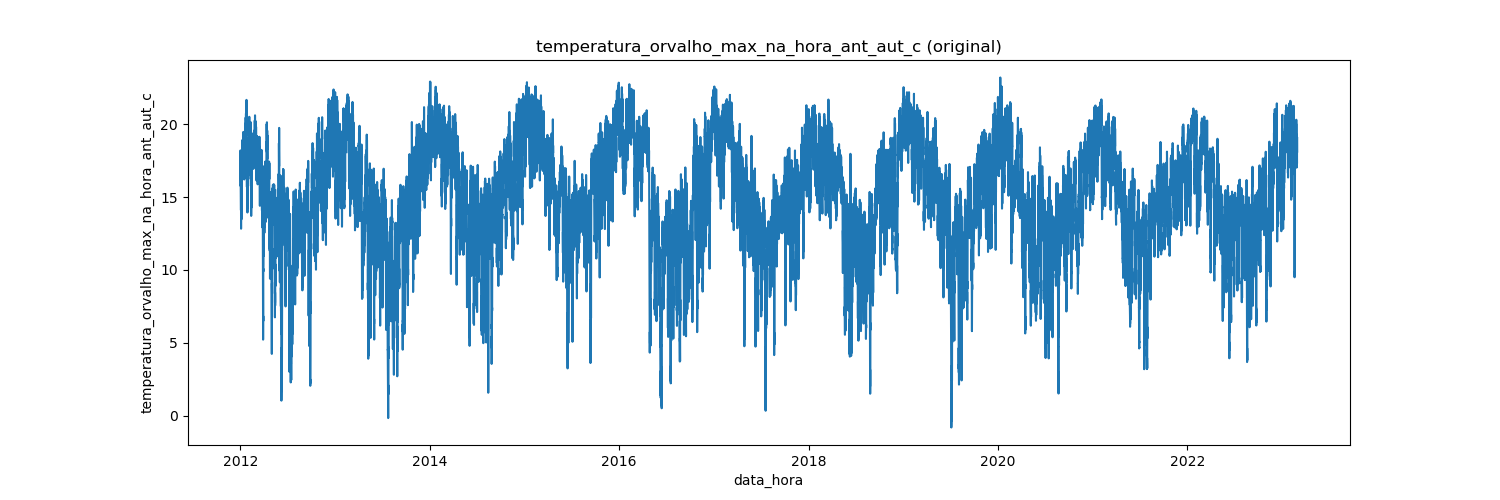 temperatura_orvalho_max_na_hora_ant_aut_c (original)
temperatura_orvalho_max_na_hora_ant_aut_c
20
15
10
5
0
2012 2014 2016 2018 2020 2022
data_hora